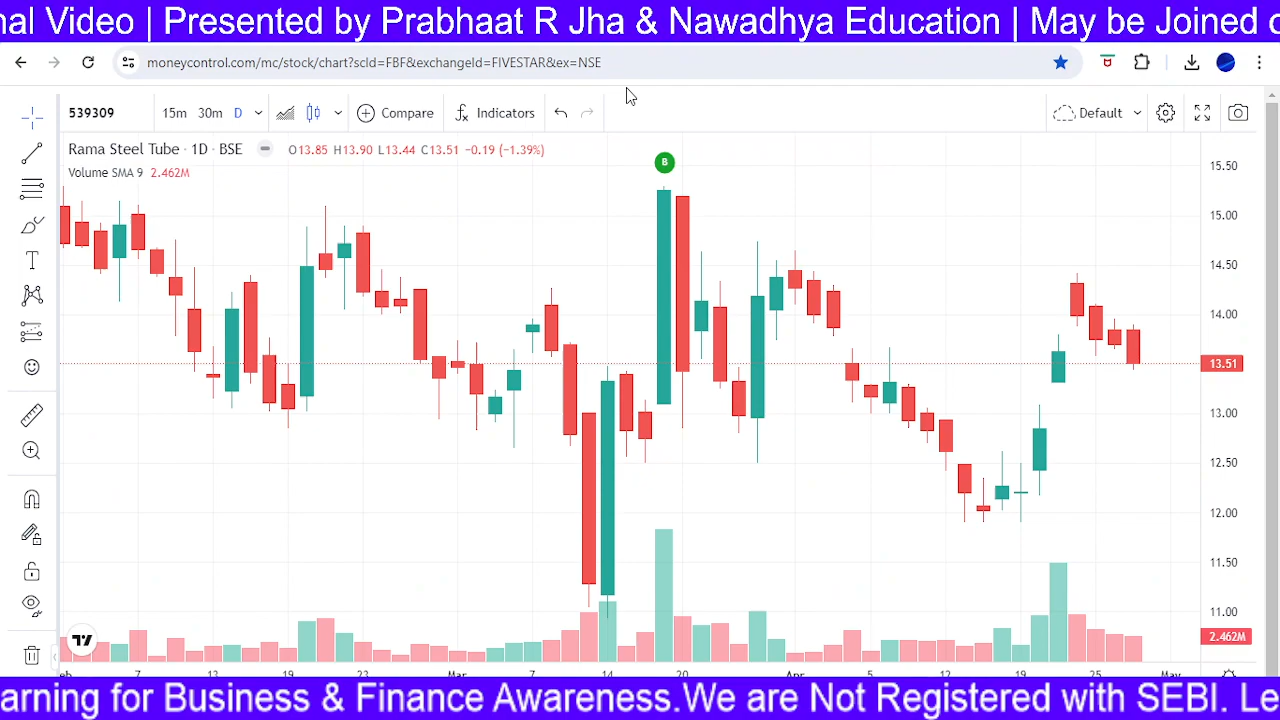 nal Video | Presented by Prabhaat R Jha & Nawadhya Education | May be Joined o
moneycontrol.com/mc/stock/chart?scId=FBP&exchangeId=FIVESTAR&ex=NSE
539309 15m 30m D Compare Indicators Default
Rama Steel Tube · 1D · BSE O13.85 H13.90 L13.44 C13.51 −0.19 (−1.39%)
Volume SMA 9 2.462M
B
15.50
15.00
14.50
14.00
13.51
13.00
12.50
12.00
11.50
11.00
2.462M
eb 7 13 19 23 Mar 7 14 20 Apr 5 12 19 25 May
arning for Business & Finance Awareness.We are Not Registered with SEBI. Le